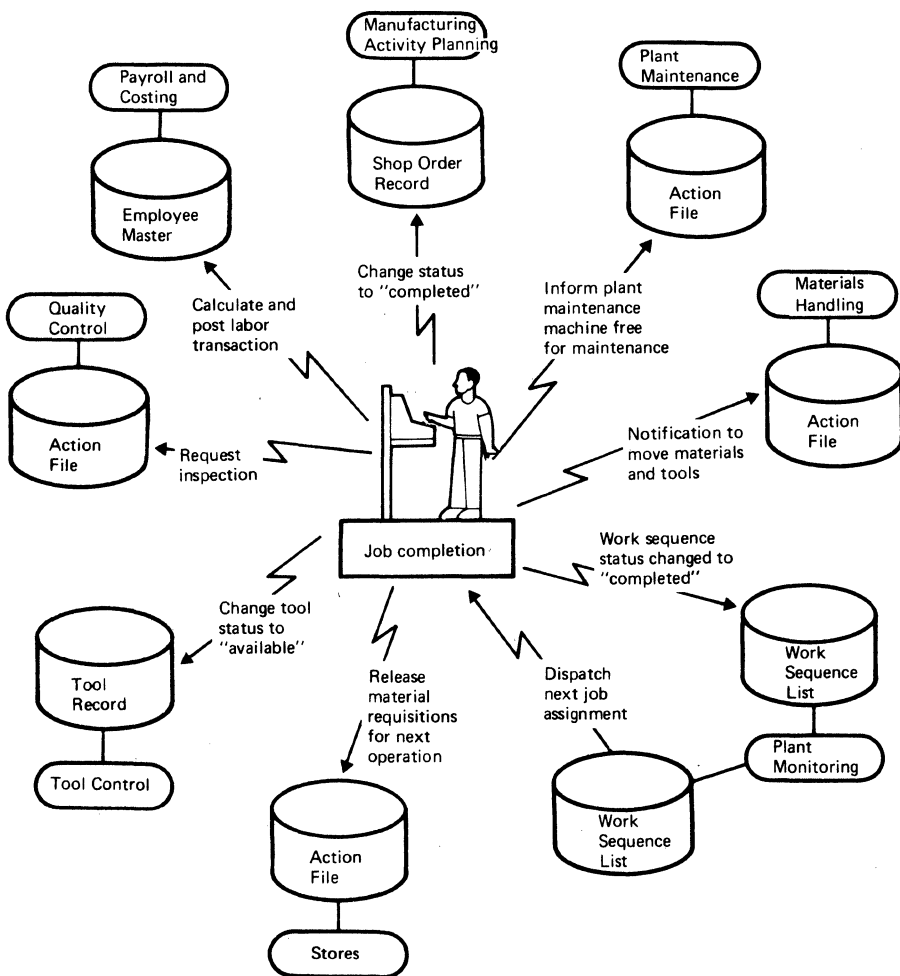 Manufacturing
Activity Planning
Shop Order
Record
Change status
to "completed"
Plant
Maintenance
Action
File
Inform plant
maintenance
machine free
for maintenance
Payroll and
Costing
Employee
Master
Calculate and
post labor
transaction
Quality
Control
Action
File
Request
inspection
Materials
Handling
Action
File
Notification to
move materials
and tools
Job completion
Work sequence
status changed to
"completed"
Work
Sequence
List
Plant
Monitoring
Change tool
status to
"available"
Tool
Record
Tool Control
Release
material
requisitions
for next
operation
Action
File
Stores
Dispatch
next job
assignment
Work
Sequence
List